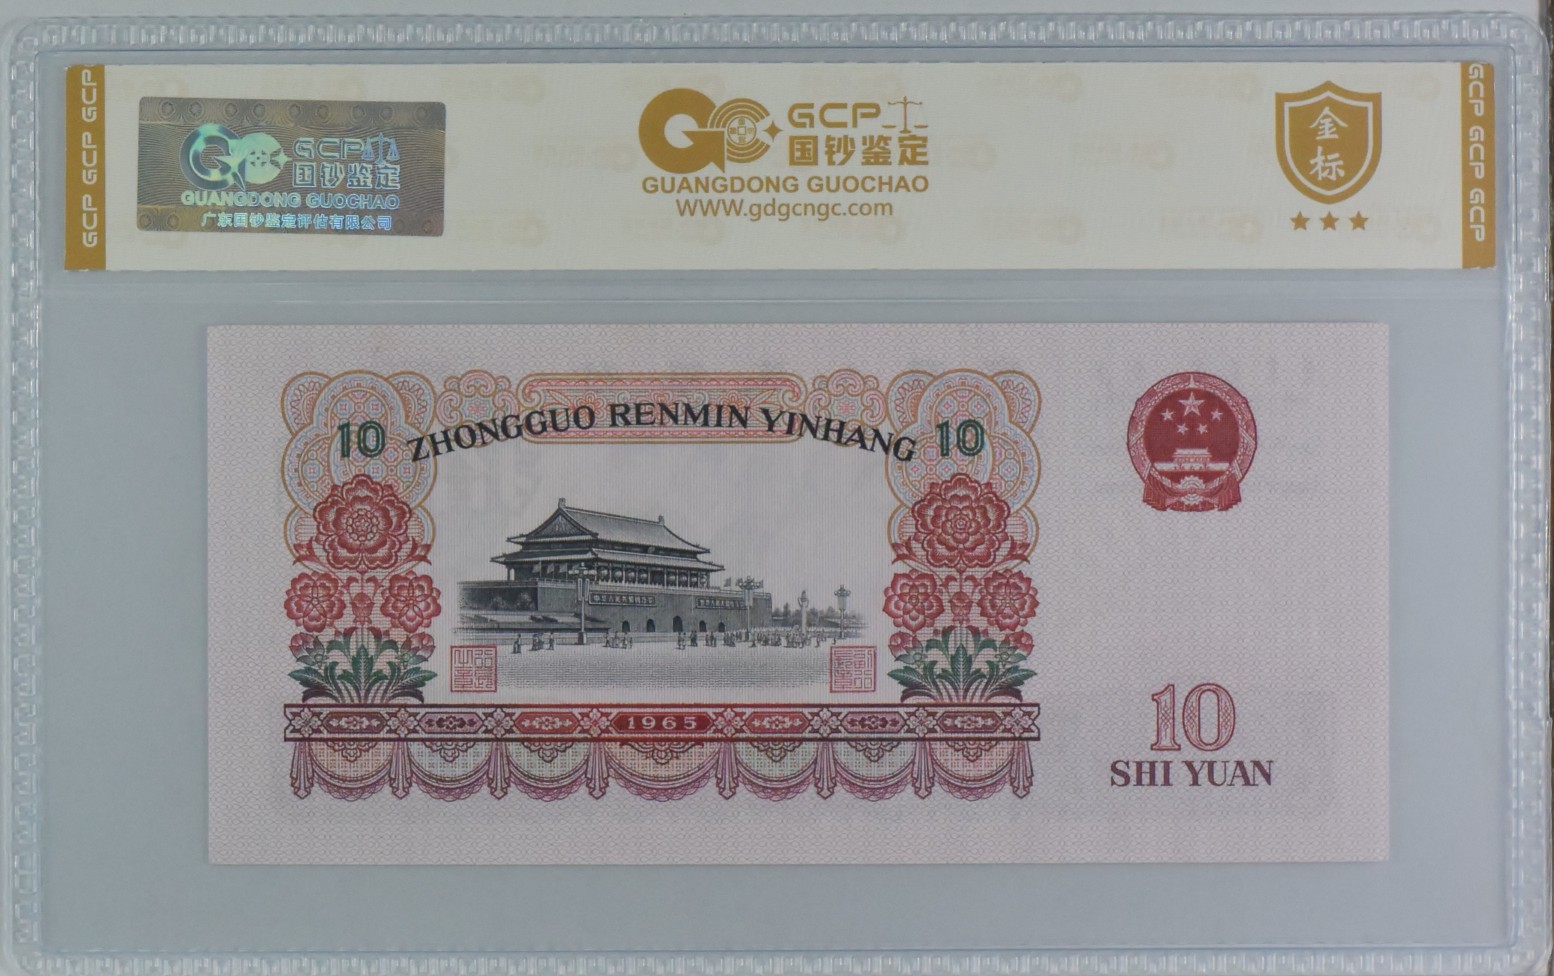 GCP GCP GCP
GCP
国钞鉴定
GUANGDONG GUOCHAO
广东国钞鉴定评估有限公司
GCP
国钞鉴定
GUANGDONG GUOCHAO
WWW.gdgcngc.com
金
标
GCP GCP GCP
10 ZHONGGUO RENMIN YINHANG 10
1965
10
SHI YUAN